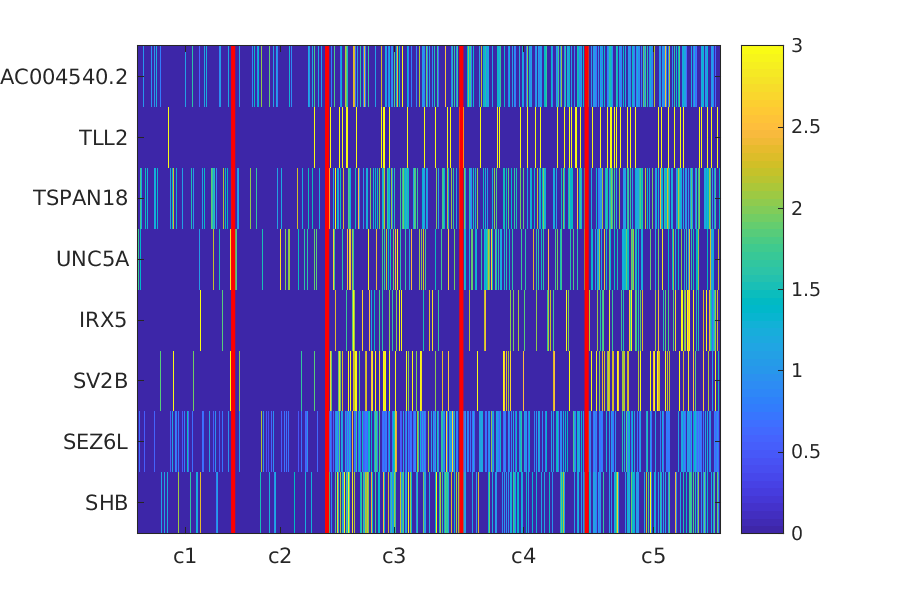 AC004540.2
TLL2
TSPAN18
UNC5A
IRX5
SV2B
SEZ6L
SHB
c1 c2 c3 c4 c5
3
2.5
2
1.5
1
0.5
0